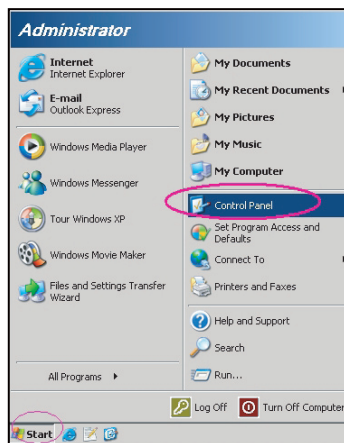 Administrator
Internet
Internet Explorer
E-mail
Outlook Express
Windows Media Player
Windows Messenger
Tour Windows XP
Windows Movie Maker
Files and Settings Transfer
Wizard
All Programs
My Documents
My Recent Documents
My Pictures
My Music
My Computer
Control Panel
Set Program Access and
Defaults
Connect To
Printers and Faxes
Help and Support
Search
Run...
Log Off
Turn Off Computer
Start